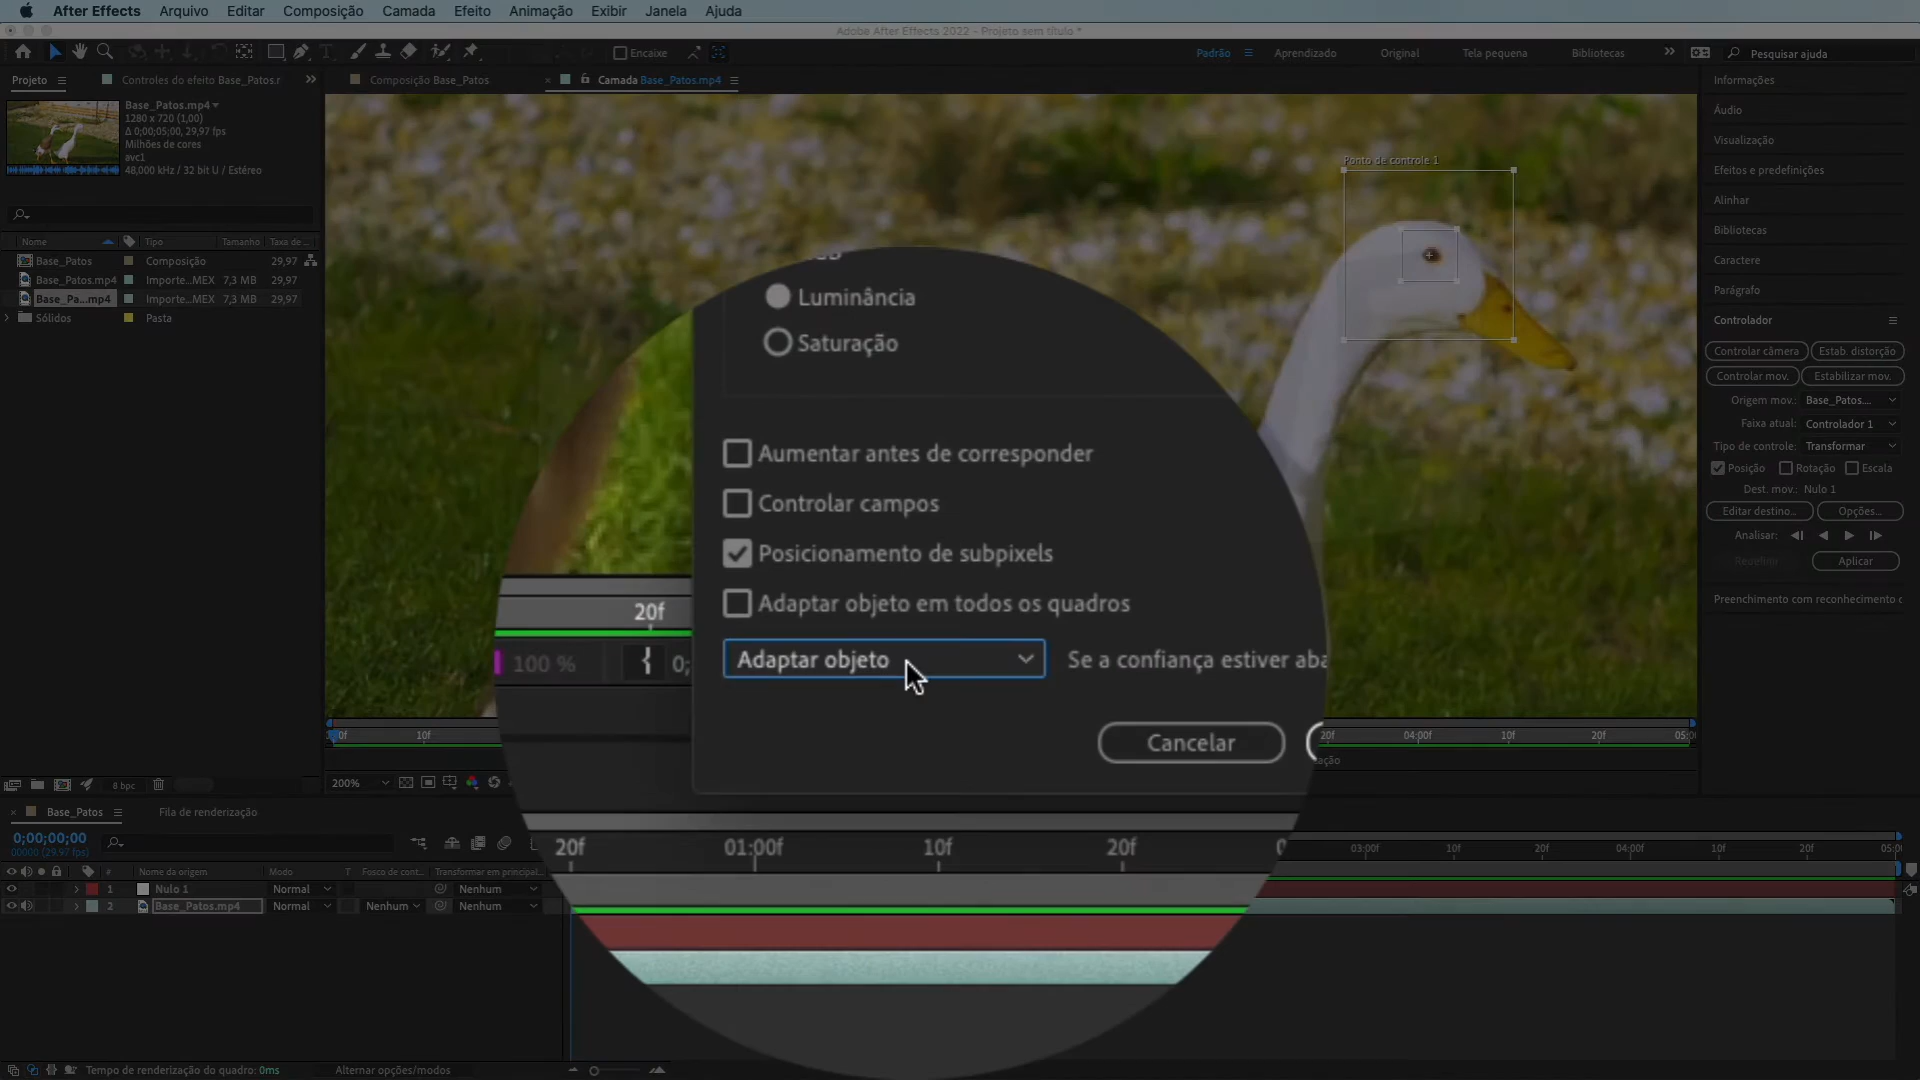 After Effects Arquivo Editar Composição Camada Efeito Animação Exibir Janela Ajuda
Adobe After Effects 2022 - Projeto sem título *
Encaixe
Padrão Aprendizado Original Tela pequena Bibliotecas
Pesquisar ajuda
Projeto
Controles do efeito Base_Patos.r
Composição Base_Patos
Camada Base_Patos.mp4
Base_Patos.mp4
1280 x 720 (1,00)
Δ 0;00;05;00, 29,97 fps
Milhões de cores
avc1
48,000 kHz / 32 bit U / Estéreo
Nome Tipo Tamanho Taxa de ...
Base_Patos Composição 29,97
Base_Patos.mp4 Importe...MEX 7,3 MB 29,97
Base_Pa...mp4 Importe...MEX 7,3 MB 29,97
Sólidos Pasta
8 bpc
Ponto de controle 1
Informações
Áudio
Visualização
Efeitos e predefinições
Alinhar
Bibliotecas
Caractere
Parágrafo
Controlador
Controlar câmera Estab. distorção
Controlar mov. Estabilizar mov.
Origem mov.: Base_Patos....
Faixa atual: Controlador 1
Tipo de controle: Transformar
Posição Rotação Escala
Dest. mov.: Nulo 1
Editar destino... Opções...
Analisar:
Redefinir Aplicar
Preenchimento com reconhecimento c
Luminância
Saturação
Aumentar antes de corresponder
Controlar campos
Posicionamento de subpixels
Adaptar objeto em todos os quadros
Adaptar objeto Se a confiança estiver aba
Cancelar
20f
100 % 0;
:00f 10f 20f 04:00f 10f 20f 05:0
200%
Base_Patos Fila de renderização
0;00;00;00
00000 (29.97 fps)
# Nome da origem Modo T Fosco de cont... Transformar em principal...
1 Nulo 1 Normal Nenhum
2 Base_Patos.mp4 Normal Nenhum Nenhum
20f 01:00f 10f 20f 0 03:00f 10f 20f 04:00f 10f 20f 05:0
Tempo de renderização do quadro: 0ms Alternar opções/modos